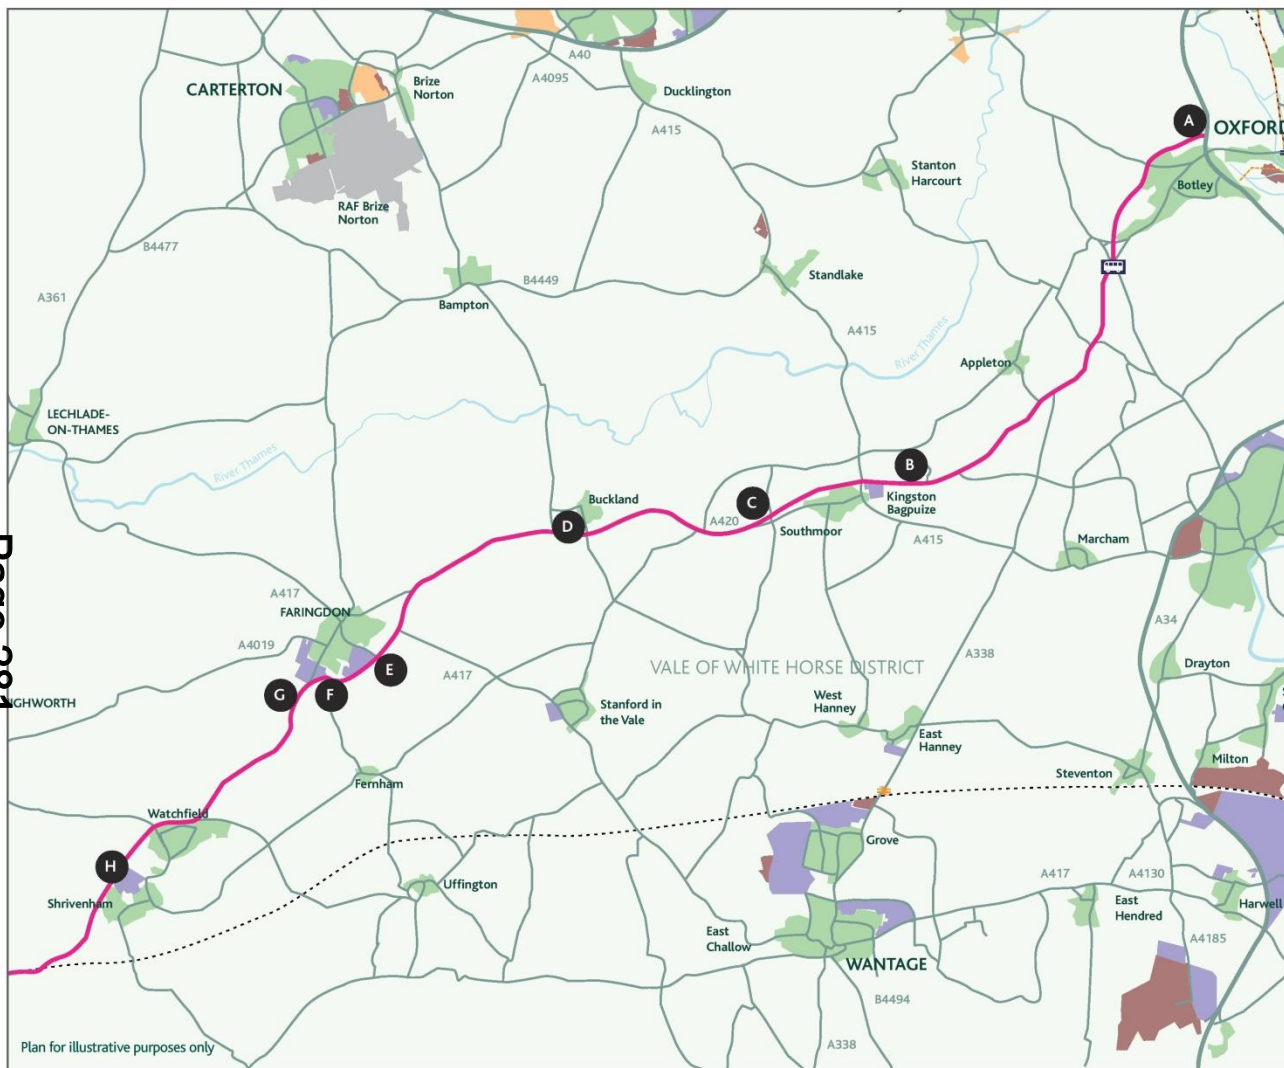 A40
A4095
CARTERTON
Brize
Norton
Ducklington
A415
A
OXFORD
Stanton
Harcourt
Botley
RAF Brize
Norton
B4477
A361
B4449
Standlake
Bampton
A415
River Thames
Appleton
LECHLADE-
ON-THAMES
River Thames
B
Kingston
Bagpuize
C
Buckland
D
A420
Southmoor
A415
Marcham
A417
FARINGDON
A34
A4019
E
A417
VALE OF WHITE HORSE DISTRICT
A338
Drayton
G
F
GHWORTH
Stanford in
the Vale
West
Hanney
East
Hanney
Steventon
Milton
Fernham
Watchfield
Grove
H
Uffington
A417
A4130
Shrivenham
East
Hendred
Harwell
East
Challow
WANTAGE
A4185
B4494
A338
Plan for illustrative purposes only